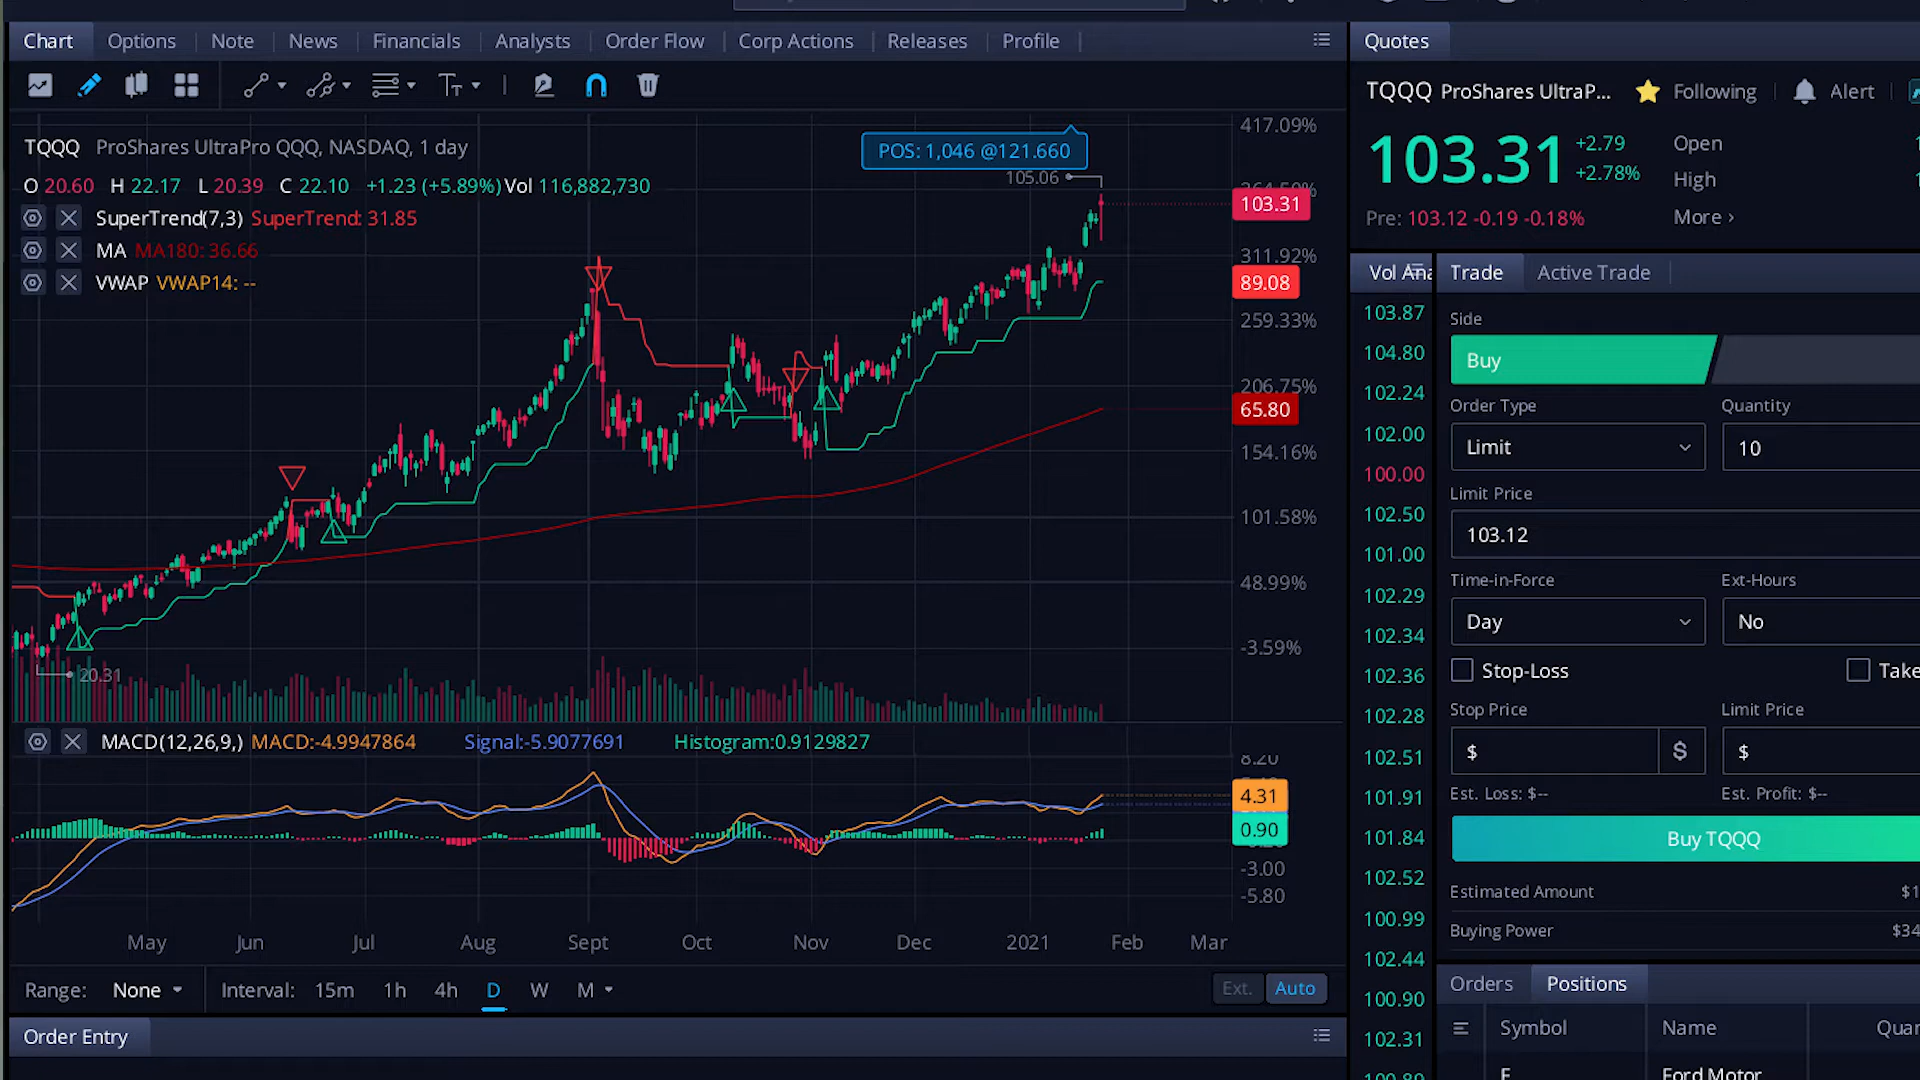 Chart Options Note News Financials Analysts Order Flow Corp Actions Releases Profile
TQQQ ProShares UltraPro QQQ, NASDAQ, 1 day
O 20.60 H 22.17 L 20.39 C 22.10 +1.23 (+5.89%) Vol 116,882,730
SuperTrend(7,3) SuperTrend: 31.85
MA MA180: 36.66
VWAP VWAP14: --
POS: 1,046 @121.660
105.06
20.31
417.09%
103.31
311.92%
89.08
259.33%
206.75%
65.80
154.16%
101.58%
48.99%
-3.59%
MACD(12,26,9,) MACD:-4.9947864 Signal:-5.9077691 Histogram:0.9129827
8.20
4.31
0.90
-3.00
-5.80
May Jun Jul Aug Sept Oct Nov Dec 2021 Feb Mar
Range: None Interval: 15m 1h 4h D W M Ext. Auto
Order Entry
Quotes
TQQQ ProShares UltraP... Following Alert
103.31 +2.79 +2.78%
Open
High
Pre: 103.12 -0.19 -0.18% More >
Vol Ana
103.87
104.80
102.24
102.00
100.00
102.50
101.00
102.29
102.34
102.36
102.28
102.51
101.91
101.84
102.52
100.99
102.44
100.90
102.31
100.89
Trade Active Trade
Side
Buy
Order Type Quantity
Limit 10
Limit Price
103.12
Time-in-Force Ext-Hours
Day No
Stop-Loss Take
Stop Price Limit Price
$ $ $
Est. Loss: $-- Est. Profit: $--
Buy TQQQ
Estimated Amount $1
Buying Power $34
Orders Positions
Symbol Name Quan
F Ford Motor